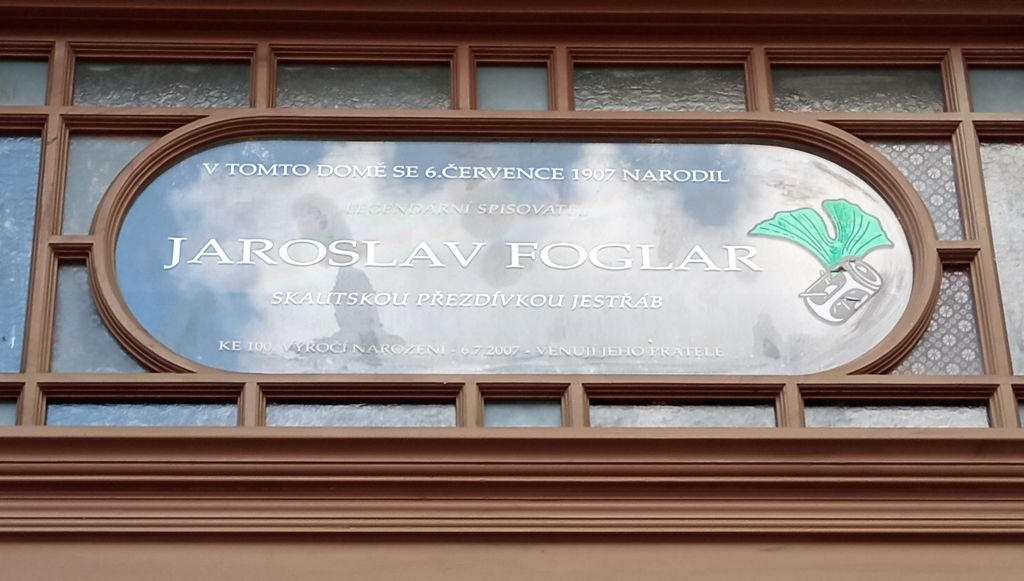 V TOMTO DOMĚ SE 6.ČERVENCE 1907 NARODIL
LEGENDÁRNÍ SPISOVATEL
JAROSLAV FOGLAR
SKAUTSKOU PŘEZDÍVKOU JESTŘÁB
KE 100. VÝROČÍ NAROZENÍ - 6.7.2007 - VĚNUJÍ JEHO PŘÁTELÉ